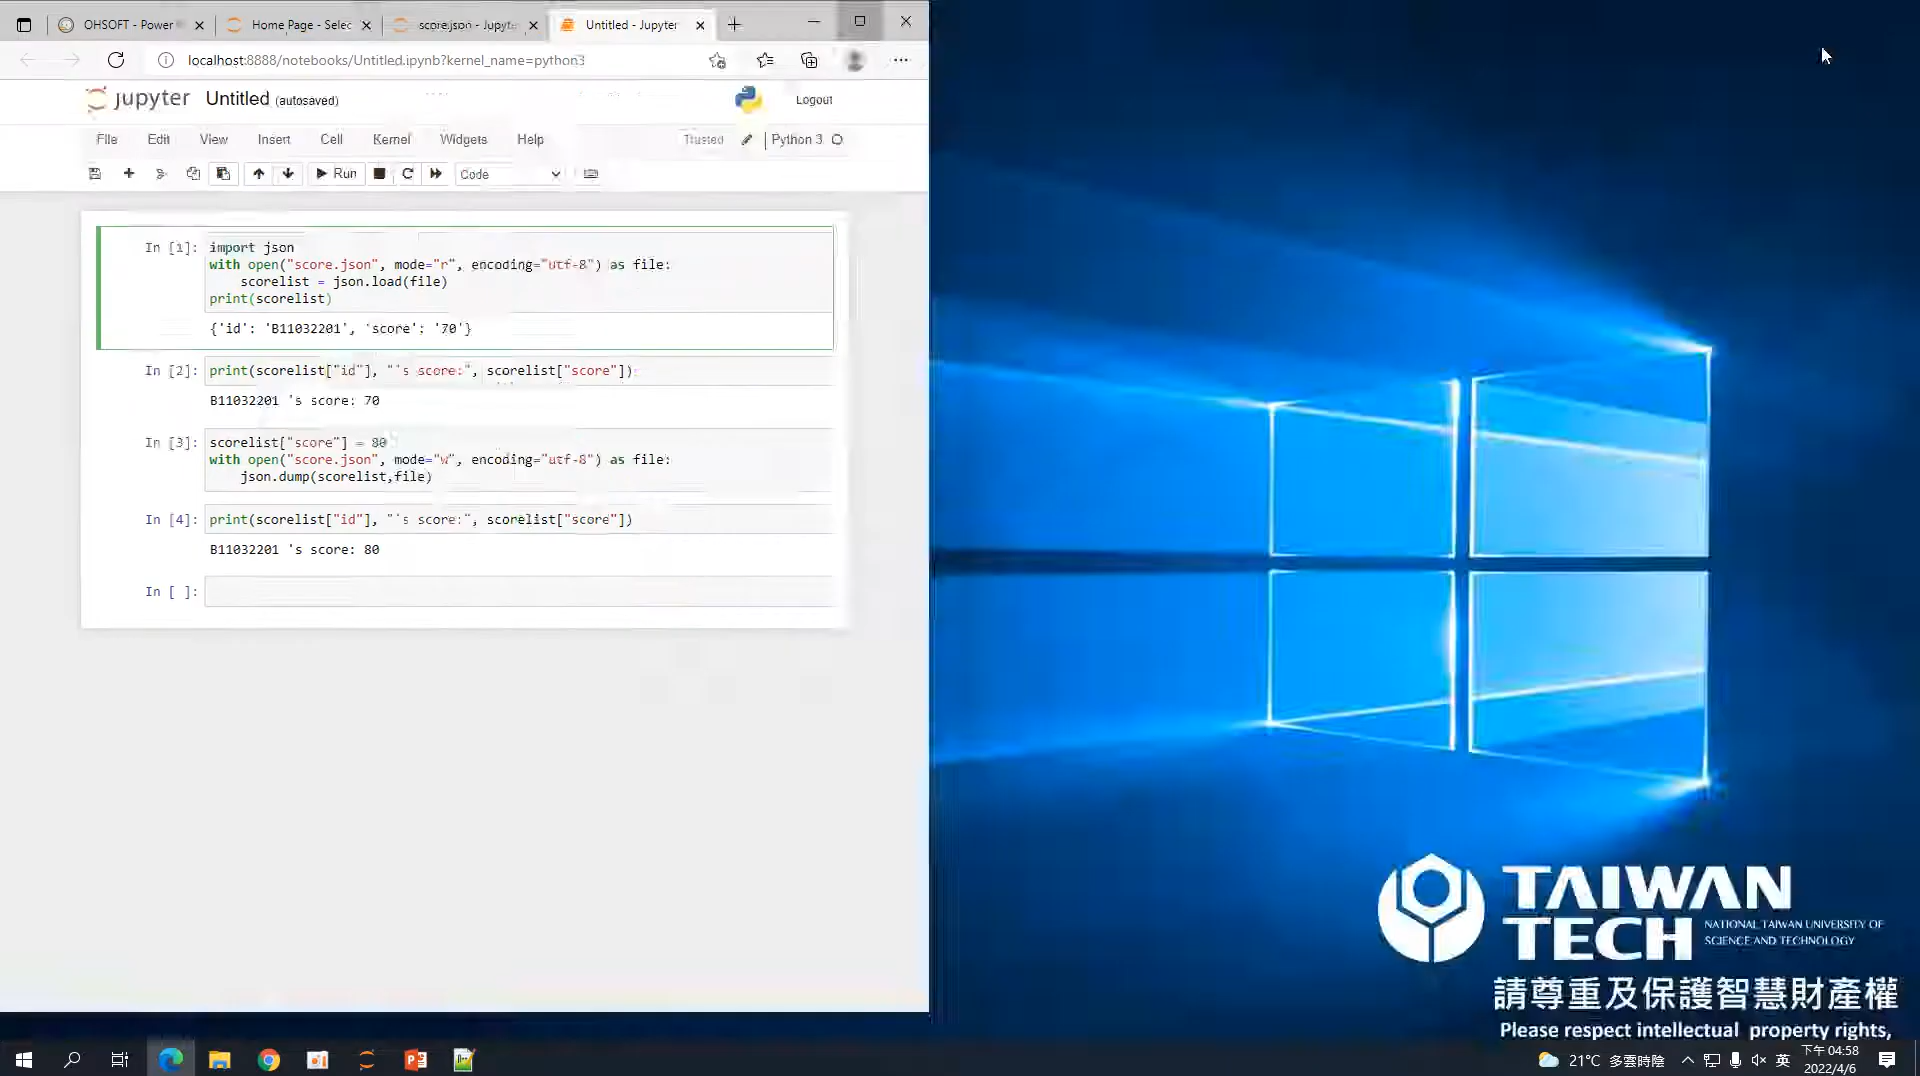 OHSOFT - Power
Home Page - Selec
score.json - Jupyte
Untitled - Jupyter
localhost:8888/notebooks/Untitled.ipynb?kernel_name=python3
jupyter Untitled (autosaved)
Logout
File Edit View Insert Cell Kernel Widgets Help
Trusted
Python 3
Run
Code
In [1]: import json
with open("score.json", mode="r", encoding="utf-8") as file:
    scorelist = json.load(file)
print(scorelist)
{'id': 'B11032201', 'score': '70'}
In [2]: print(scorelist["id"], "'s score:", scorelist["score"])
B11032201 's score: 70
In [3]: scorelist["score"] = 80
with open("score.json", mode="w", encoding="utf-8") as file:
    json.dump(scorelist,file)
In [4]: print(scorelist["id"], "'s score:", scorelist["score"])
B11032201 's score: 80
In [ ]:
TAIWAN
TECH
NATIONAL TAIWAN UNIVERSITY OF
SCIENCE AND TECHNOLOGY
請尊重及保護智慧財產權
Please respect intellectual property rights,
21°C 多雲時陰
英
下午 04:58
2022/4/6